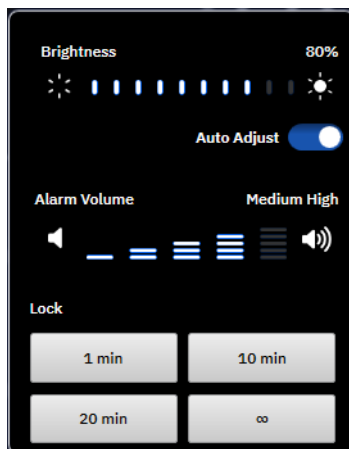 Brightness 80%
Auto Adjust
Alarm Volume Medium High
Lock
1 min 10 min
20 min ∞